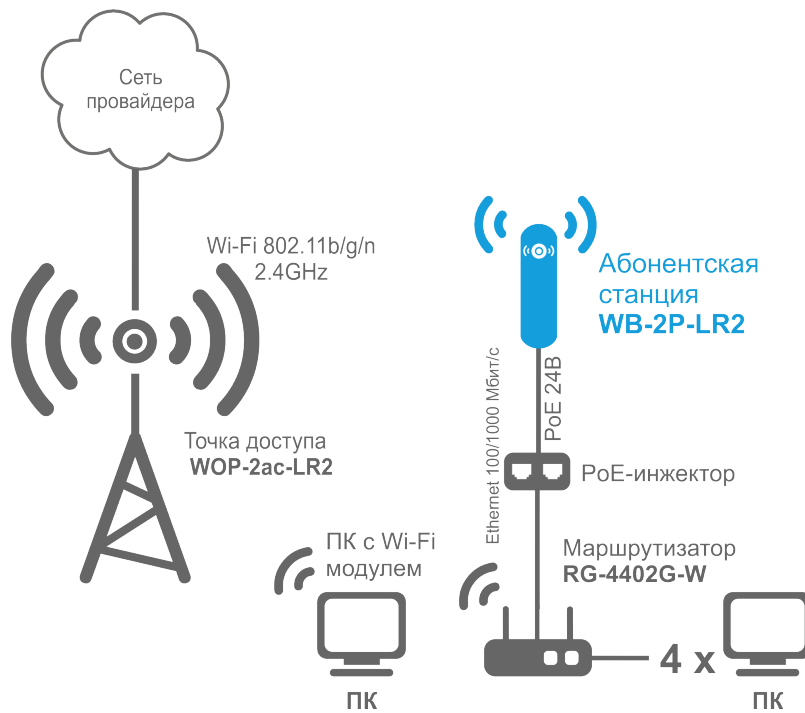 Сеть
провайдера
Wi-Fi 802.11b/g/n
2.4GHz
Точка доступа
WOP-2ac-LR2
Абонентская
станция
WB-2P-LR2
Ethernet 100/1000 Мбит/с
PoE 24В
PoE-инжектор
ПК с Wi-Fi
модулем
ПК
Маршрутизатор
RG-4402G-W
4 x
ПК